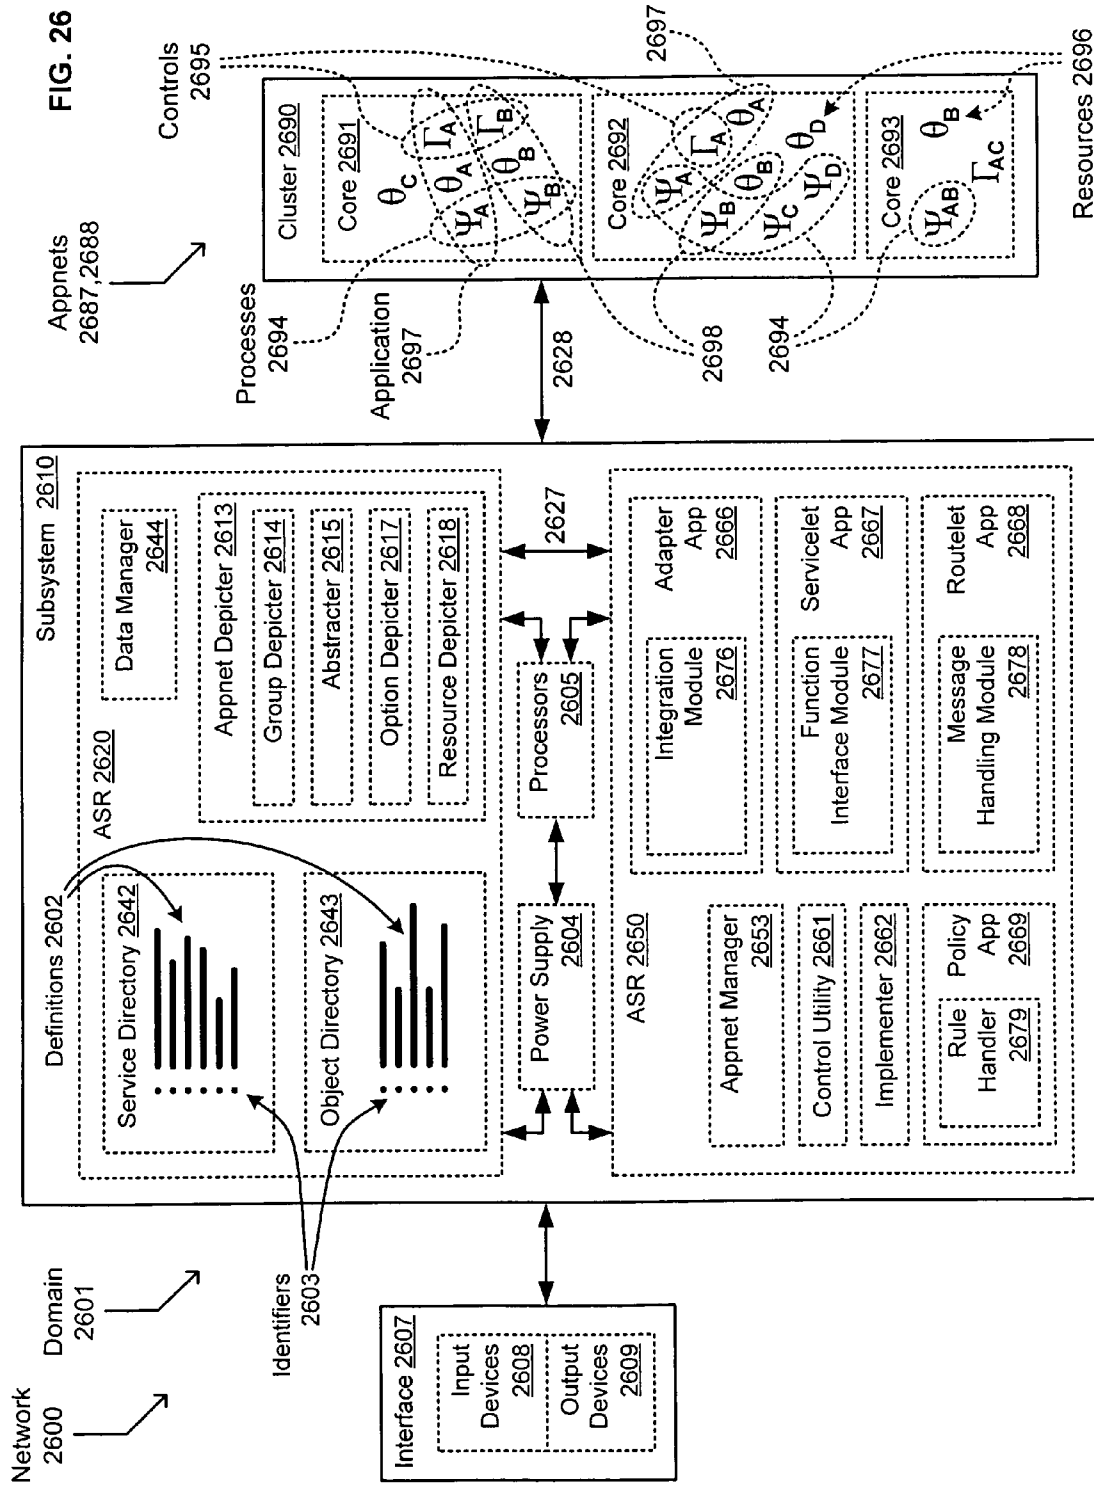 FIG. 26
Network
2600
Domain
2601
Appnets
2687,2688
Interface 2607
Input
Devices
2608
Output
Devices
2609
Identifiers
2603
Definitions 2602
Subsystem 2610
ASR 2620
Service Directory 2642
Object Directory 2643
Data Manager
2644
Appnet Depicter 2613
Group Depicter 2614
Abstracter 2615
Option Depicter 2617
Resource Depicter 2618
Power Supply
2604
Processors
2605
2627
ASR 2650
Appnet Manager
2653
Control Utility 2661
Implementer 2662
Policy
App
2669
Rule
Handler
2679
Adapter
App
2666
Integration
Module
2676
Servicelet
App
2667
Function
Interface Module
2677
Routelet
App
2668
Message
Handling Module
2678
2628
Processes
2694
Application
2697
2698
2694
Controls
2695
2697
Resources 2696
Cluster 2690
Core 2691
θC
ΨA θA ΓA
ΨB θB ΓB
Core 2692
ΨA ΓA θA
ΨB θB
ΨC ΨD θD
Core 2693
ΨAB θB
ΓAC